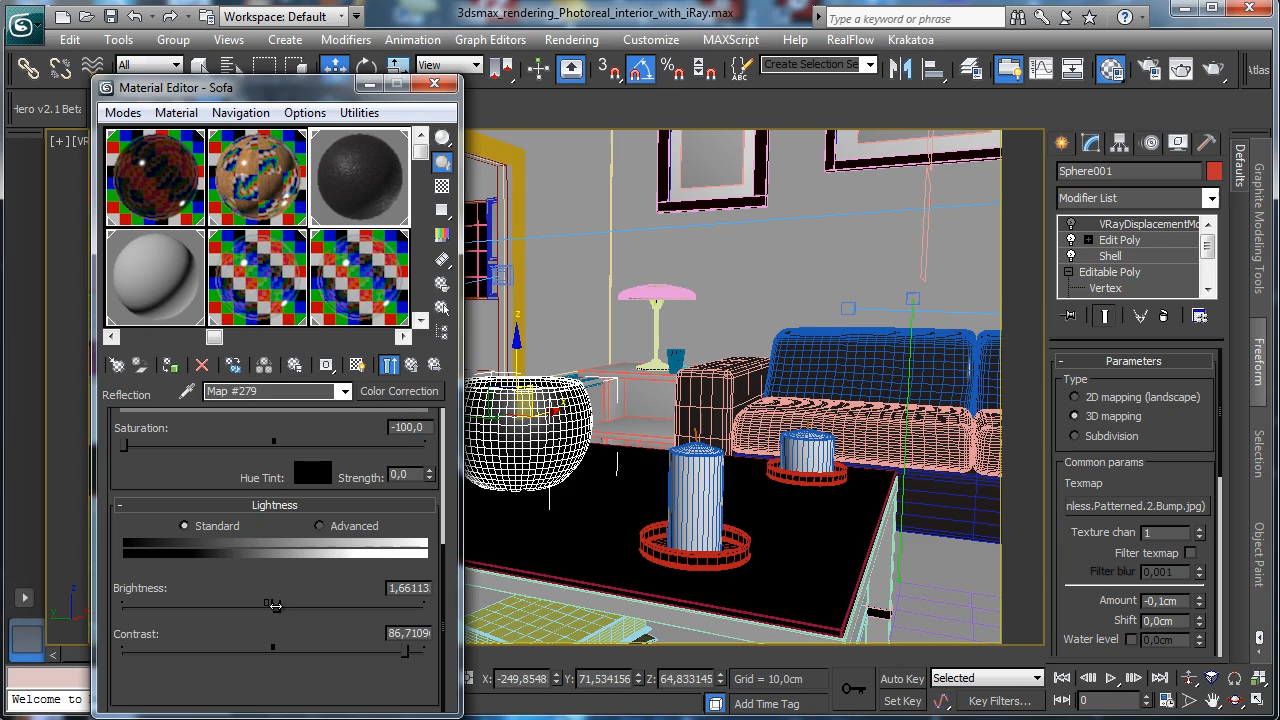 Workspace: Default
3dsmax_rendering_Photoreal_interior_with_iRay.max
Type a keyword or phrase
Edit Tools Group Views Create Modifiers Animation Graph Editors Rendering Customize MAXScript Help RealFlow Krakatoa
All
View
3
Create Selection Se
Atlas
Hero v2.1 Beta
Material Editor - Sofa
Modes Material Navigation Options Utilities
[+][VR
Reflection
Map #279
Color Correction
Saturation: -100,0
Hue Tint: Strength: 0,0
- Lightness
Standard Advanced
Brightness: 1,66113
Contrast: 86,7109
z
x
z
y
Sphere001
Modifier List
VRayDisplacementMo
Edit Poly
Shell
Editable Poly
Vertex
- Parameters
Type
2D mapping (landscape)
3D mapping
Subdivision
Common params
Texmap
nless.Patterned.2.Bump.jpg)
Texture chan 1
Filter texmap
Filter blur 0,001
Amount -0,1cm
Shift 0,0cm
Water level 0,0cm
Defaults
Graphite Modeling Tools
Freeform
Selection
Object Paint
Welcome to
X: -249,8548 Y: 71,534156 Z: 64,833145 Grid = 10,0cm
Add Time Tag
Auto Key Selected
Set Key Key Filters...
0